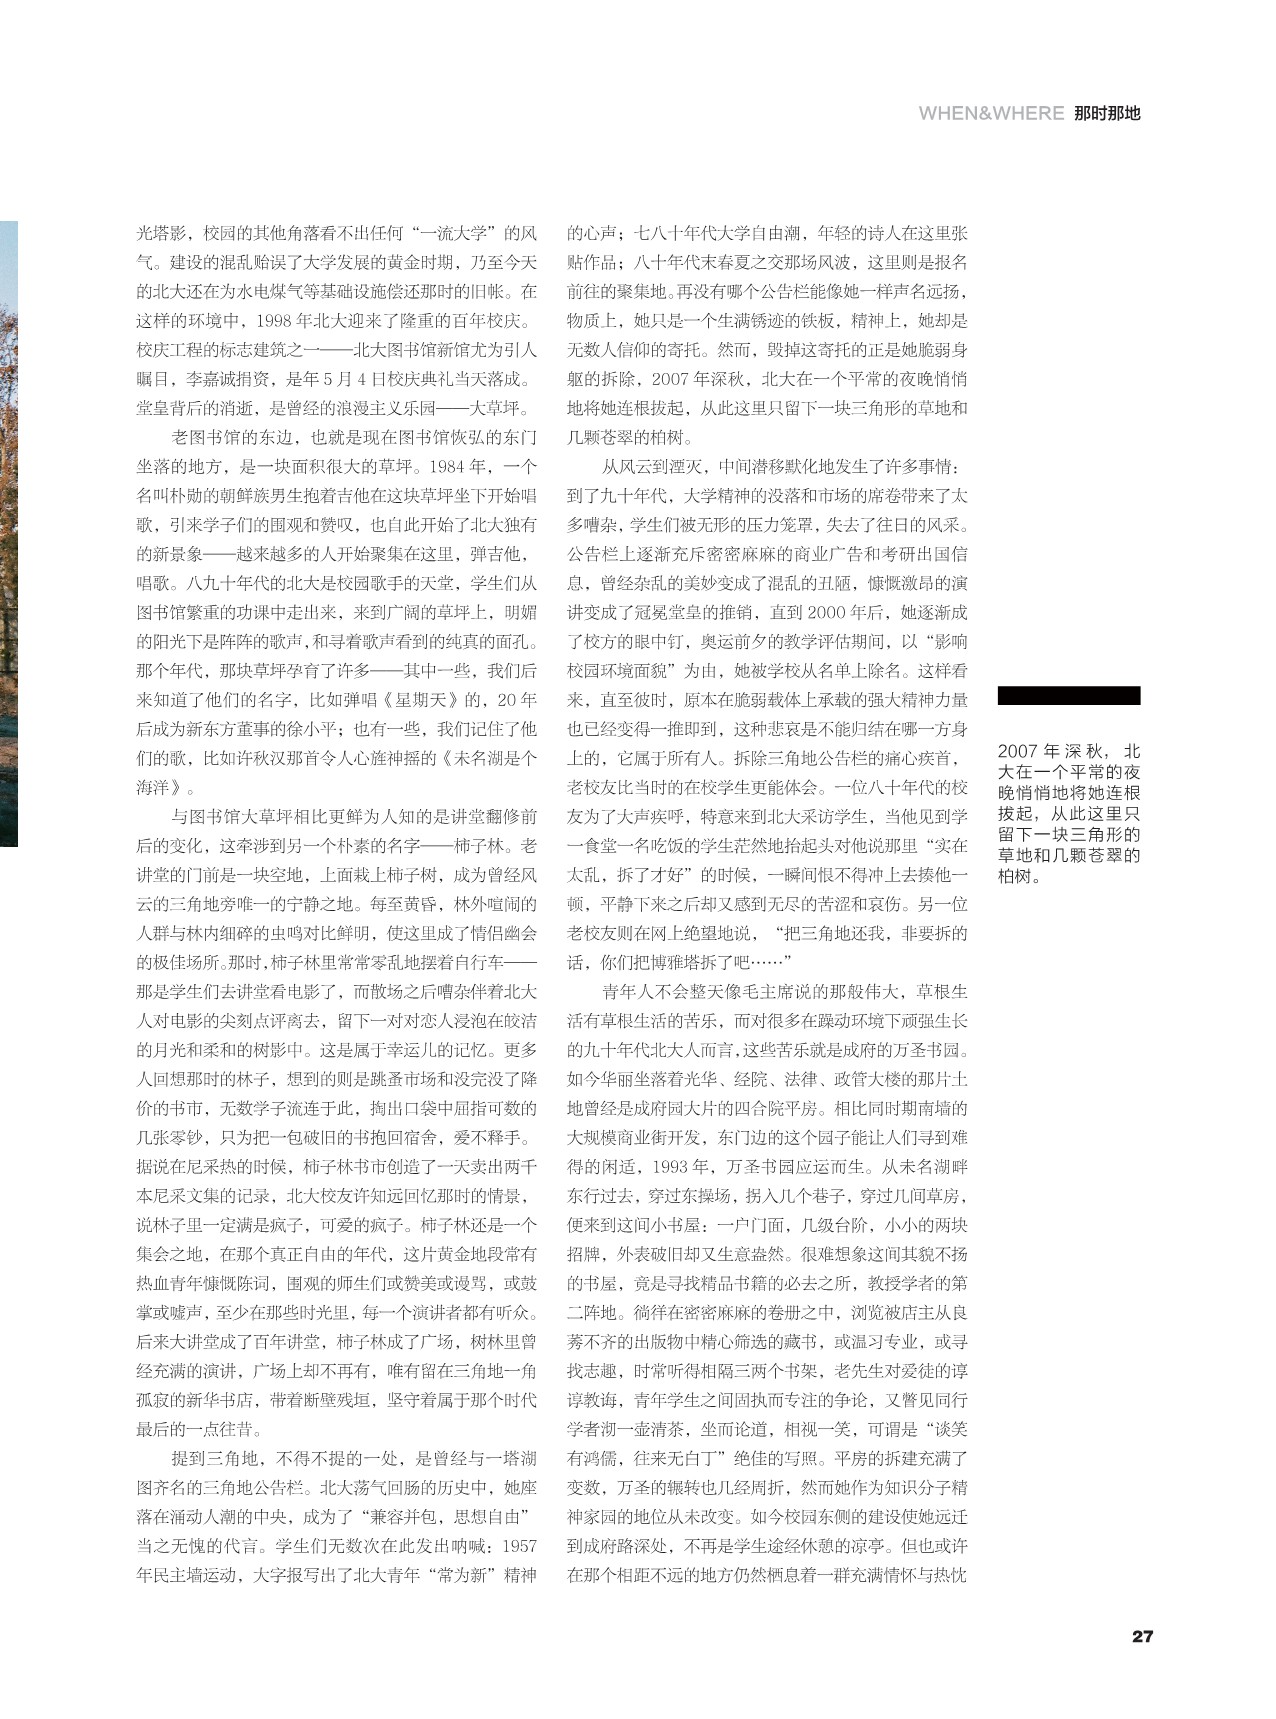 WHEN&WHERE 那时那地
光塔影，校园的其他角落看不出任何“一流大学”的风
气。建设的混乱贻误了大学发展的黄金时期，乃至今天
的北大还在为水电煤气等基础设施偿还那时的旧帐。在
这样的环境中，1998 年北大迎来了隆重的百年校庆。
校庆工程的标志建筑之一——北大图书馆新馆尤为引人
瞩目，李嘉诚捐资，是年 5 月 4 日校庆典礼当天落成。
堂皇背后的消逝，是曾经的浪漫主义乐园——大草坪。
老图书馆的东边，也就是现在图书馆恢弘的东门
坐落的地方，是一块面积很大的草坪。1984 年，一个
名叫朴勋的朝鲜族男生抱着吉他在这块草坪坐下开始唱
歌，引来学子们的围观和赞叹，也自此开始了北大独有
的新景象——越来越多的人开始聚集在这里，弹吉他，
唱歌。八九十年代的北大是校园歌手的天堂，学生们从
图书馆繁重的功课中走出来，来到广阔的草坪上，明媚
的阳光下是阵阵的歌声，和寻着歌声看到的纯真的面孔。
那个年代，那块草坪孕育了许多——其中一些，我们后
来知道了他们的名字，比如弹唱《星期天》的，20 年
后成为新东方董事的徐小平；也有一些，我们记住了他
们的歌，比如许秋汉那首令人心旌神摇的《未名湖是个
海洋》。
与图书馆大草坪相比更鲜为人知的是讲堂翻修前
后的变化，这牵涉到另一个朴素的名字——柿子林。老
讲堂的门前是一块空地，上面栽上柿子树，成为曾经风
云的三角地旁唯一的宁静之地。每至黄昏，林外喧闹的
人群与林内细碎的虫鸣对比鲜明，使这里成了情侣幽会
的极佳场所。那时，柿子林里常常零乱地摆着自行车——
那是学生们去讲堂看电影了，而散场之后嘈杂伴着北大
人对电影的尖刻点评离去，留下一对对恋人浸泡在皎洁
的月光和柔和的树影中。这是属于幸运儿的记忆。更多
人回想那时的林子，想到的则是跳蚤市场和没完没了降
价的书市，无数学子流连于此，掏出口袋中屈指可数的
几张零钞，只为把一包破旧的书抱回宿舍，爱不释手。
据说在尼采热的时候，柿子林书市创造了一天卖出两千
本尼采文集的记录，北大校友许知远回忆那时的情景，
说林子里一定满是疯子，可爱的疯子。柿子林还是一个
集会之地，在那个真正自由的年代，这片黄金地段常有
热血青年慷慨陈词，围观的师生们或赞美或谩骂，或鼓
掌或嘘声，至少在那些时光里，每一个演讲者都有听众。
后来大讲堂成了百年讲堂，柿子林成了广场，树林里曾
经充满的演讲，广场上却不再有，唯有留在三角地一角
孤寂的新华书店，带着断壁残垣，坚守着属于那个时代
最后的一点往昔。
提到三角地，不得不提的一处，是曾经与一塔湖
图齐名的三角地公告栏。北大荡气回肠的历史中，她座
落在涌动人潮的中央，成为了“兼容并包，思想自由”
当之无愧的代言。学生们无数次在此发出呐喊：1957
年民主墙运动，大字报写出了北大青年“常为新”精神
的心声；七八十年代大学自由潮，年轻的诗人在这里张
贴作品；八十年代末春夏之交那场风波，这里则是报名
前往的聚集地。再没有哪个公告栏能像她一样声名远扬，
物质上，她只是一个生满锈迹的铁板，精神上，她却是
无数人信仰的寄托。然而，毁掉这寄托的正是她脆弱身
躯的拆除，2007 年深秋，北大在一个平常的夜晚悄悄
地将她连根拔起，从此这里只留下一块三角形的草地和
几颗苍翠的柏树。
从风云到湮灭，中间潜移默化地发生了许多事情：
到了九十年代，大学精神的没落和市场的席卷带来了太
多嘈杂，学生们被无形的压力笼罩，失去了往日的风采。
公告栏上逐渐充斥密密麻麻的商业广告和考研出国信
息，曾经杂乱的美妙变成了混乱的丑陋，慷慨激昂的演
讲变成了冠冕堂皇的推销，直到 2000 年后，她逐渐成
了校方的眼中钉，奥运前夕的教学评估期间，以“影响
校园环境面貌”为由，她被学校从名单上除名。这样看
来，直至彼时，原本在脆弱载体上承载的强大精神力量
也已经变得一推即到，这种悲哀是不能归结在哪一方身
上的，它属于所有人。拆除三角地公告栏的痛心疾首，
老校友比当时的在校学生更能体会。一位八十年代的校
友为了大声疾呼，特意来到北大采访学生，当他见到学
一食堂一名吃饭的学生茫然地抬起头对他说那里“实在
太乱，拆了才好”的时候，一瞬间恨不得冲上去揍他一
顿，平静下来之后却又感到无尽的苦涩和哀伤。另一位
老校友则在网上绝望地说，“把三角地还我，非要拆的
话，你们把博雅塔拆了吧……”
青年人不会整天像毛主席说的那般伟大，草根生
活有草根生活的苦乐，而对很多在躁动环境下顽强生长
的九十年代北大人而言，这些苦乐就是成府的万圣书园。
如今华丽坐落着光华、经院、法律、政管大楼的那片土
地曾经是成府园大片的四合院平房。相比同时期南墙的
大规模商业街开发，东门边的这个园子能让人们寻到难
得的闲适，1993 年，万圣书园应运而生。从未名湖畔
东行过去，穿过东操场，拐入几个巷子，穿过几间草房，
便来到这间小书屋：一户门面，几级台阶，小小的两块
招牌，外表破旧却又生意盎然。很难想象这间其貌不扬
的书屋，竟是寻找精品书籍的必去之所，教授学者的第
二阵地。徜徉在密密麻麻的卷册之中，浏览被店主从良
莠不齐的出版物中精心筛选的藏书，或温习专业，或寻
找志趣，时常听得相隔三两个书架，老先生对爱徒的谆
谆教诲，青年学生之间固执而专注的争论，又瞥见同行
学者沏一壶清茶，坐而论道，相视一笑，可谓是“谈笑
有鸿儒，往来无白丁”绝佳的写照。平房的拆建充满了
变数，万圣的辗转也几经周折，然而她作为知识分子精
神家园的地位从未改变。如今校园东侧的建设使她远迁
到成府路深处，不再是学生途经休憩的凉亭。但也或许
在那个相距不远的地方仍然栖息着一群充满情怀与热忱
2007 年深秋，北
大在一个平常的夜
晚悄悄地将她连根
拔起，从此这里只
留下一块三角形的
草地和几颗苍翠的
柏树。
27